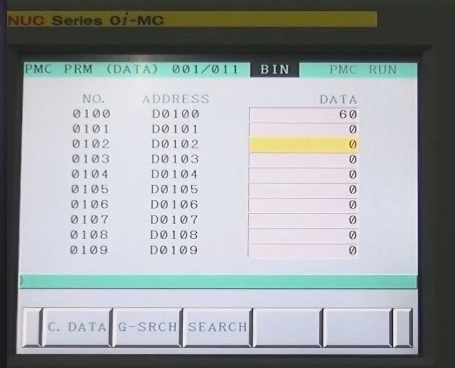 NUC Series 0i-MC
PMC PRM (DATA) 001/011 BIN PMC RUN
NO. ADDRESS DATA
0100 D0100 60
0101 D0101 0
0102 D0102 0
0103 D0103 0
0104 D0104 0
0105 D0105 0
0106 D0106 0
0107 D0107 0
0108 D0108 0
0109 D0109 0
)
C. DATA G-SRCH SEARCH